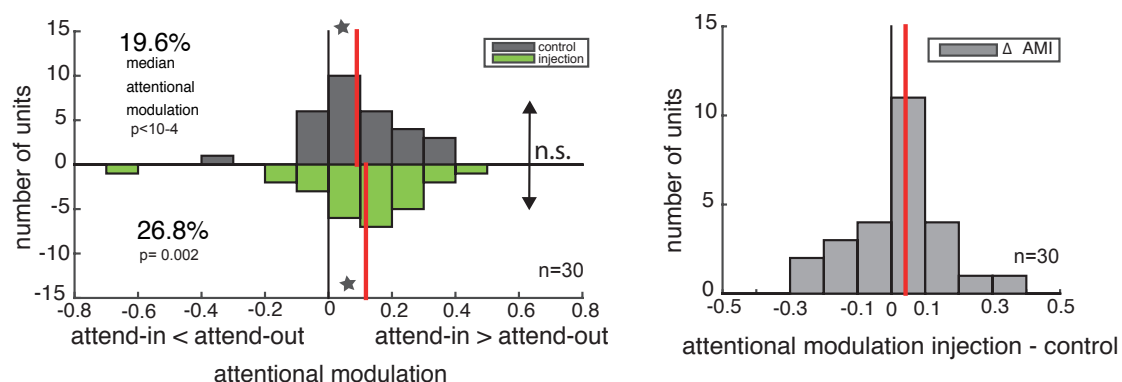 15
10
5
0
-5
-10
-15
number of units
19.6%
median
attentional
modulation
p<10-4
control
injection
n.s.
26.8%
p= 0.002
n=30
-0.8 -0.6 -0.4 -0.2 0 0.2 0.4 0.6 0.8
attend-in < attend-out attend-in > attend-out
attentional modulation
15
10
5
0
number of units
Δ AMI
n=30
-0.5 -0.3 -0.1 0 0.1 0.3 0.5
attentional modulation injection - control